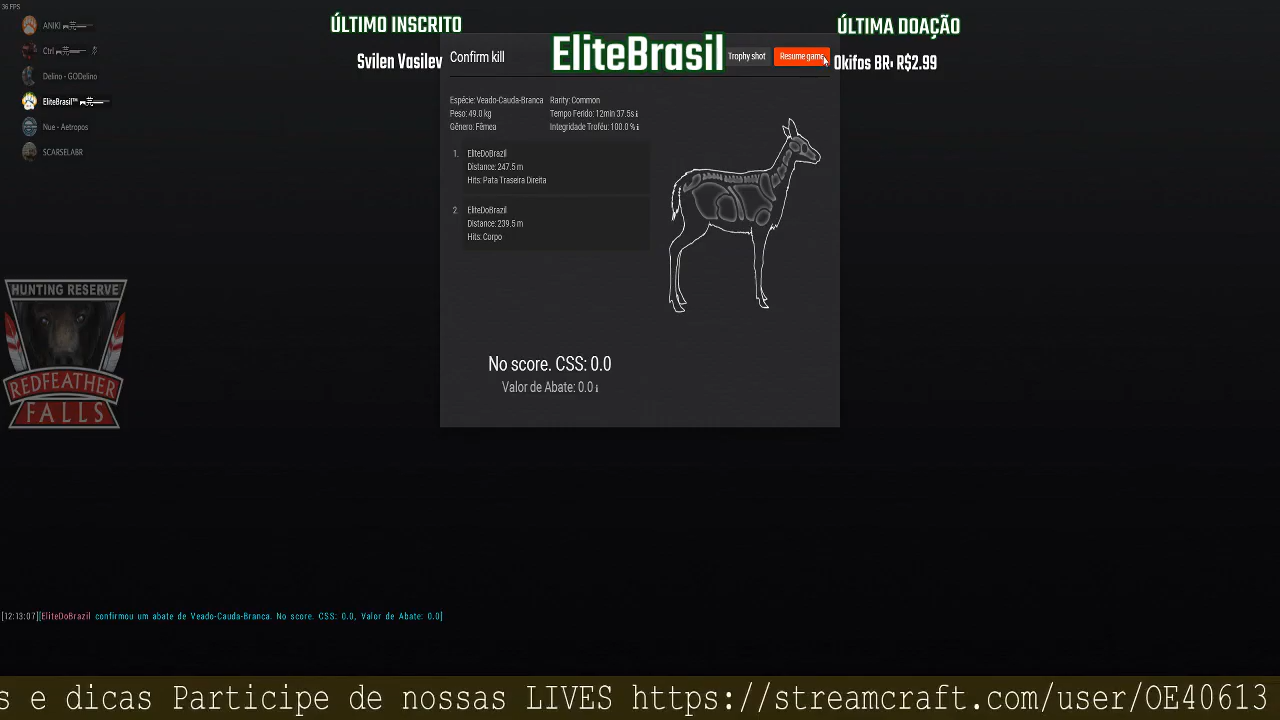 36 FPS
ANIKI
Ctrl
Delino - GODelino
EliteBrasil™
Nue - Aetropos
SCARSELABR
ÚLTIMO INSCRITO
Svilen Vasilev
EliteBrasil
ÚLTIMA DOAÇÃO
Okifos BR: R$2.99
Confirm kill
Trophy shot
Resume game
Espécie: Veado-Cauda-Branca
Peso: 49.0 kg
Gênero: Fêmea
Rarity: Common
Tempo Ferido: 12min 37.5s
Integridade Troféu: 100.0 %
1. EliteDoBrazil
Distance: 247.5 m
Hits: Pata Traseira Direita
2. EliteDoBrazil
Distance: 239.5 m
Hits: Corpo
No score. CSS: 0.0
Valor de Abate: 0.0
HUNTING RESERVE
REDFEATHER
FALLS
[12:13:07][EliteDoBrazil confirmou um abate de Veado-Cauda-Branca. No score. CSS: 0.0, Valor de Abate: 0.0]
s e dicas Participe de nossas LIVES https://streamcraft.com/user/OE40613